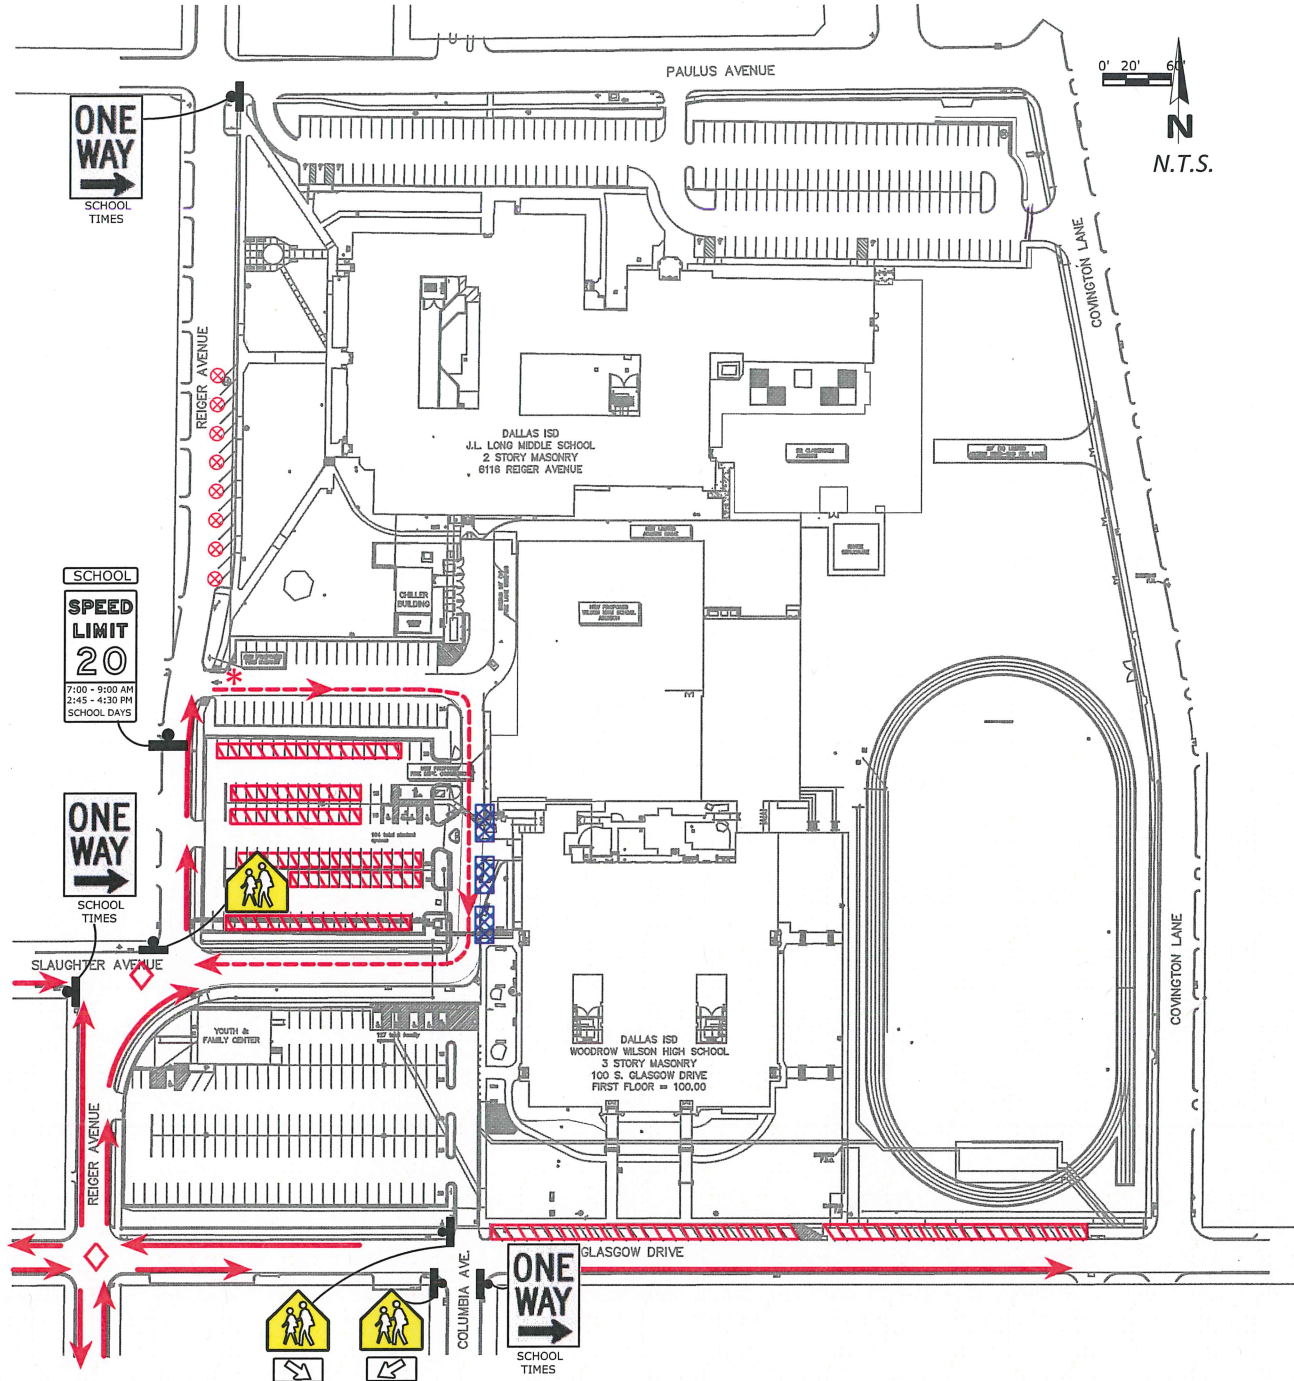 PAULUS AVENUE
0' 20' 60'
N
N.T.S.
ONE
WAY
SCHOOL
TIMES
COVINGTON LANE
REIGER AVENUE
DALLAS ISD
J.L. LONG MIDDLE SCHOOL
2 STORY MASONRY
6116 REIGER AVENUE
CHILLER
BUILDING
SCHOOL
SPEED
LIMIT
20
7:00 - 9:00 AM
2:45 - 4:30 PM
SCHOOL DAYS
*
ONE
WAY
SCHOOL
TIMES
SLAUGHTER AVENUE
YOUTH &
FAMILY CENTER
DALLAS ISD
WOODROW WILSON HIGH SCHOOL
3 STORY MASONRY
100 S. GLASGOW DRIVE
FIRST FLOOR = 100.00
COVINGTON LANE
REIGER AVENUE
GLASGOW DRIVE
COLUMBIA AVE.
ONE
WAY
SCHOOL
TIMES